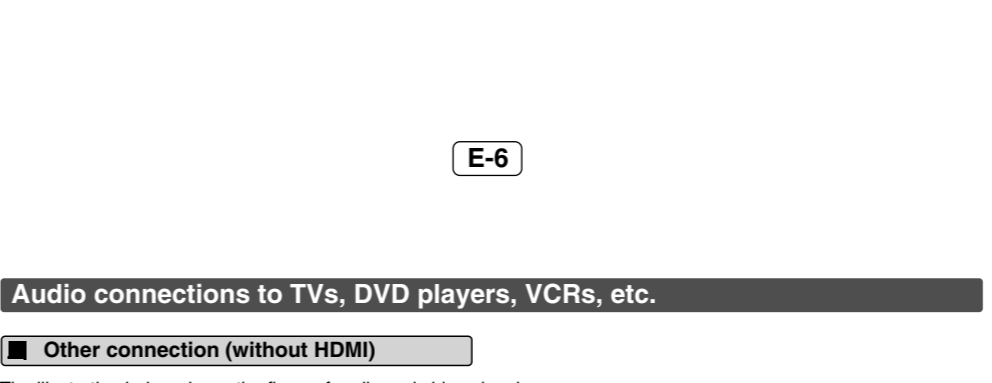 E-6
Audio connections to TVs, DVD players, VCRs, etc.
Other connection (without HDMI)